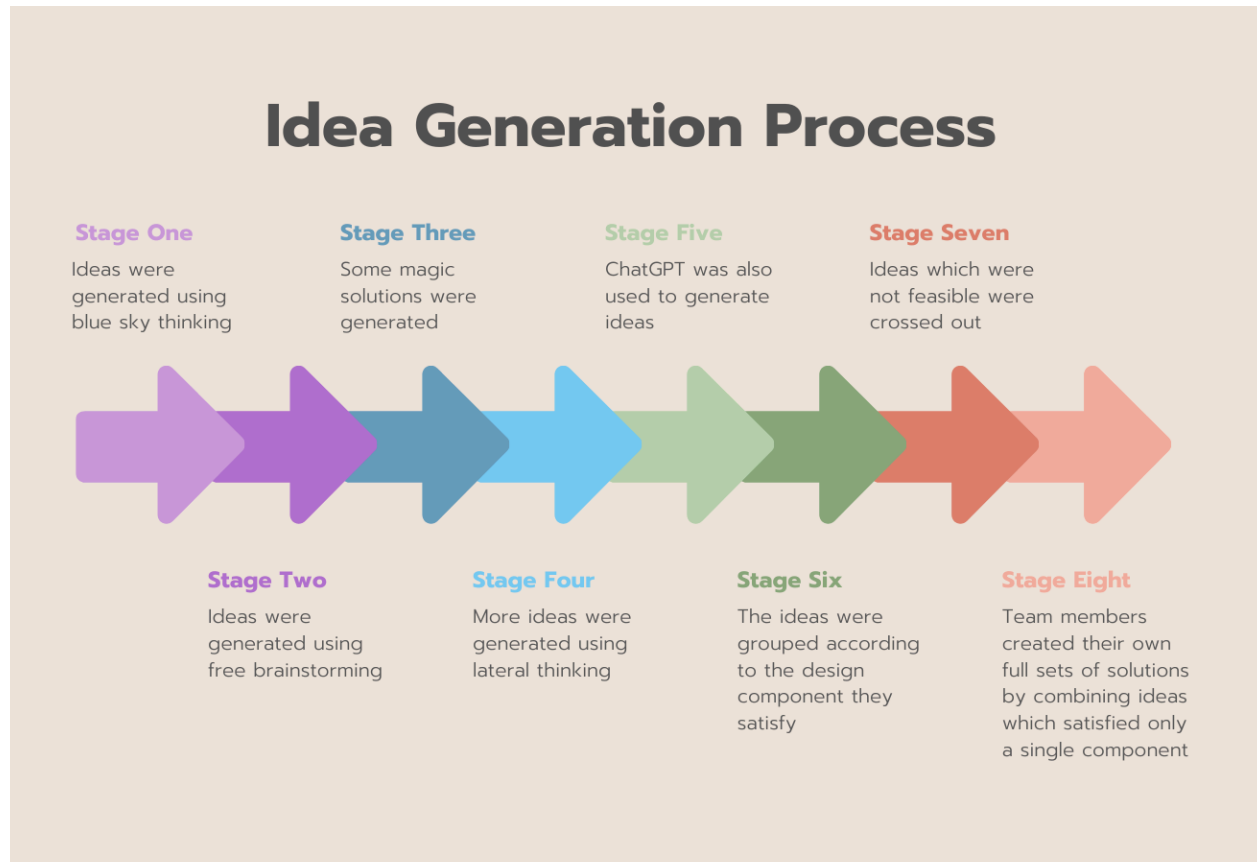 Idea Generation Process
Stage One
Ideas were
generated using
blue sky thinking
Stage Two
Ideas were
generated using
free brainstorming
Stage Three
Some magic
solutions were
generated
Stage Four
More ideas were
generated using
lateral thinking
Stage Five
ChatGPT was also
used to generate
ideas
Stage Six
The ideas were
grouped according
to the design
component they
satisfy
Stage Seven
Ideas which were
not feasible were
crossed out
Stage Eight
Team members
created their own
full sets of solutions
by combining ideas
which satisfied only
a single component